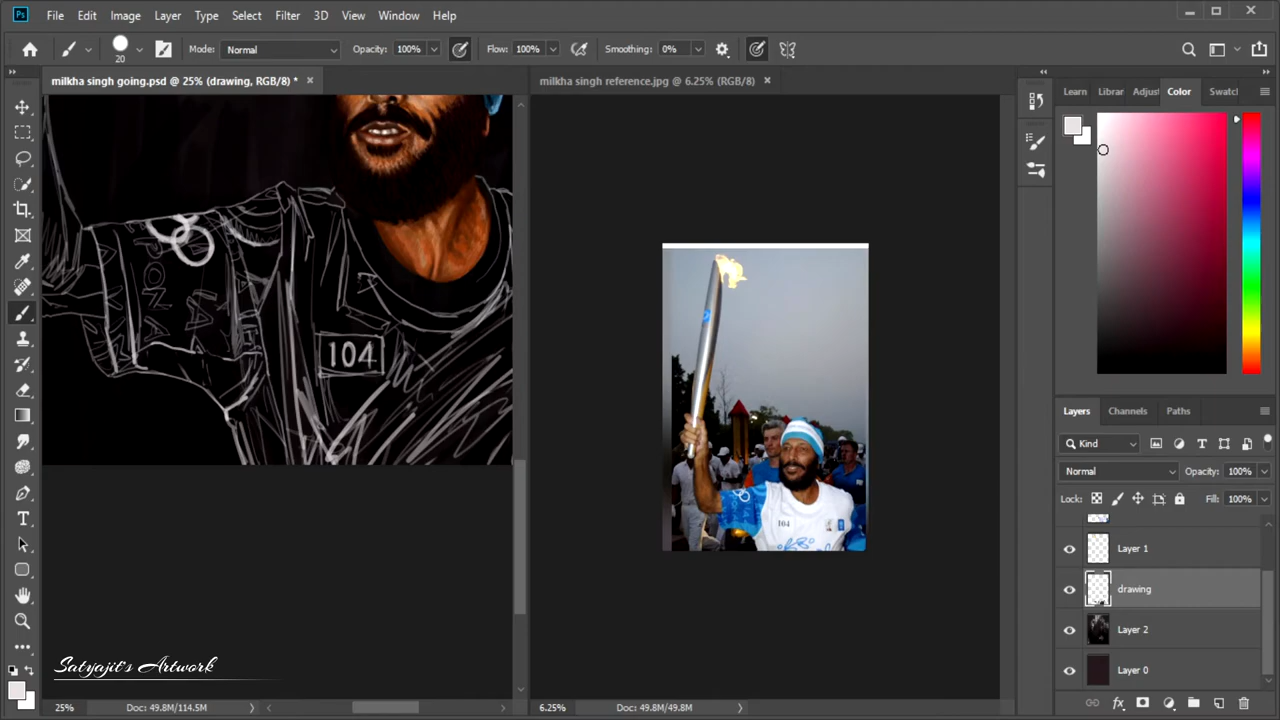 File Edit Image Layer Type Select Filter 3D View Window Help
20 Mode: Normal Opacity: 100% Flow: 100% Smoothing: 0%
milkha singh going.psd @ 25% (drawing, RGB/8) *
milkha singh reference.jpg @ 6.25% (RGB/8)
Learn Librar Adjust Color Swatcl
104
104
Layers Channels Paths
Kind
Normal Opacity: 100%
Lock: Fill: 100%
Layer 1
drawing
Layer 2
Layer 0
Satyajit's Artwork
25% Doc: 49.8M/114.5M
6.25% Doc: 49.8M/49.8M